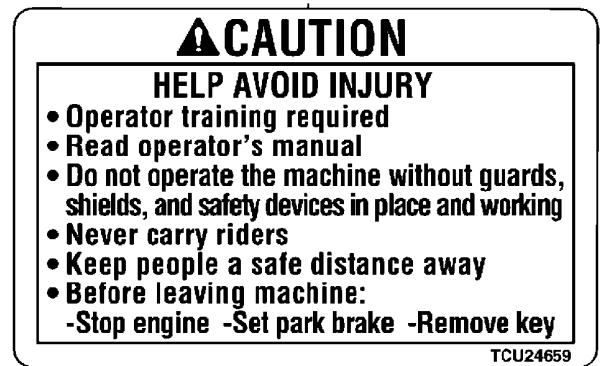 CAUTION
HELP AVOID INJURY
• Operator training required
• Read operator's manual
• Do not operate the machine without guards,
shields, and safety devices in place and working
• Never carry riders
• Keep people a safe distance away
• Before leaving machine:
-Stop engine -Set park brake -Remove key
TCU24659